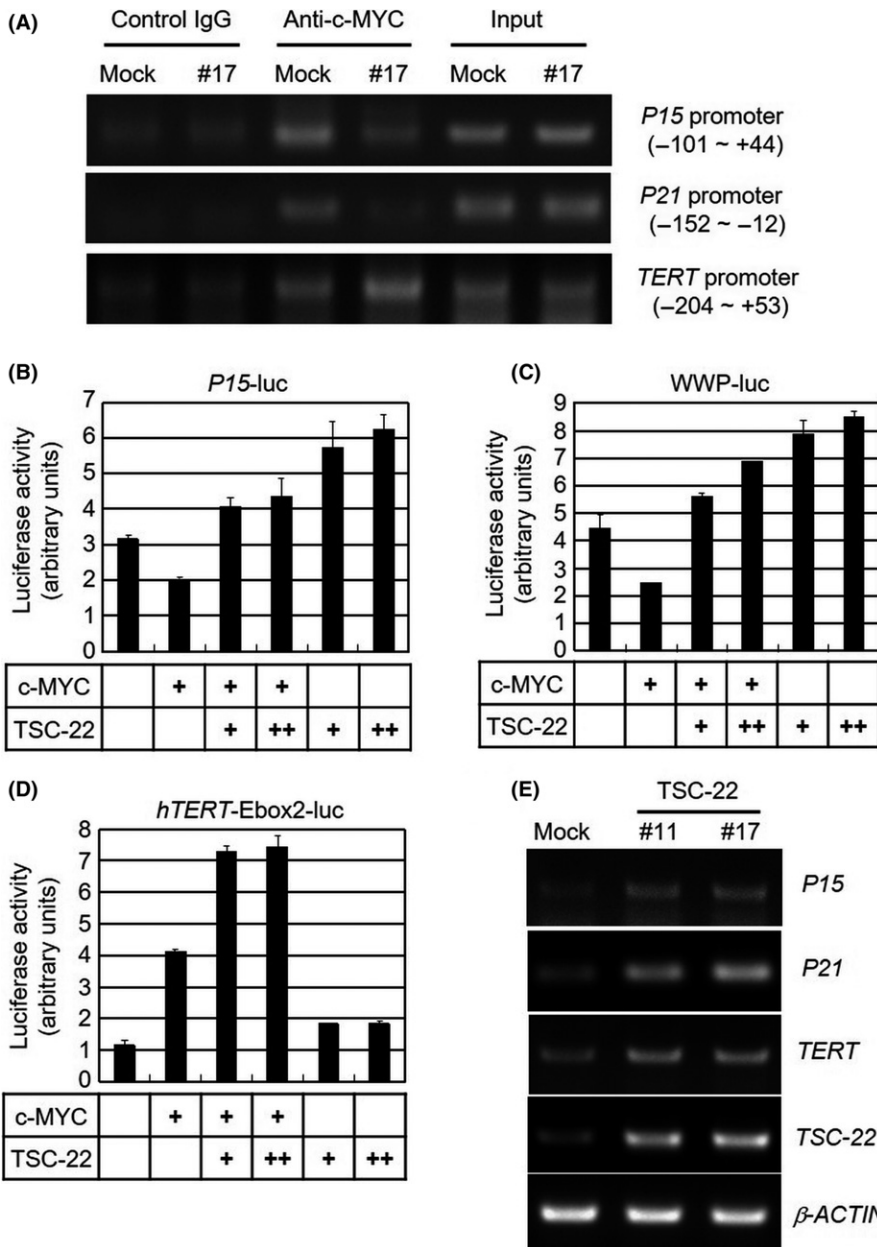 (A)
Control IgG Anti-c-MYC Input
Mock #17 Mock #17 Mock #17
P15 promoter
(–101 ~ +44)
P21 promoter
(–152 ~ –12)
TERT promoter
(–204 ~ +53)
(B)
P15-luc
Luciferase activity
(arbitrary units)
7
6
5
4
3
2
1
0
c-MYC + + +
TSC-22 + ++ + ++
(C)
WWP-luc
Luciferase activity
(arbitrary units)
9
8
7
6
5
4
3
2
1
0
c-MYC + + +
TSC-22 + ++ + ++
(D)
hTERT-Ebox2-luc
Luciferase activity
(arbitrary units)
8
7
6
5
4
3
2
1
0
c-MYC + + +
TSC-22 + ++ + ++
(E)
TSC-22
Mock #11 #17
P15
P21
TERT
TSC-22
β-ACTIN